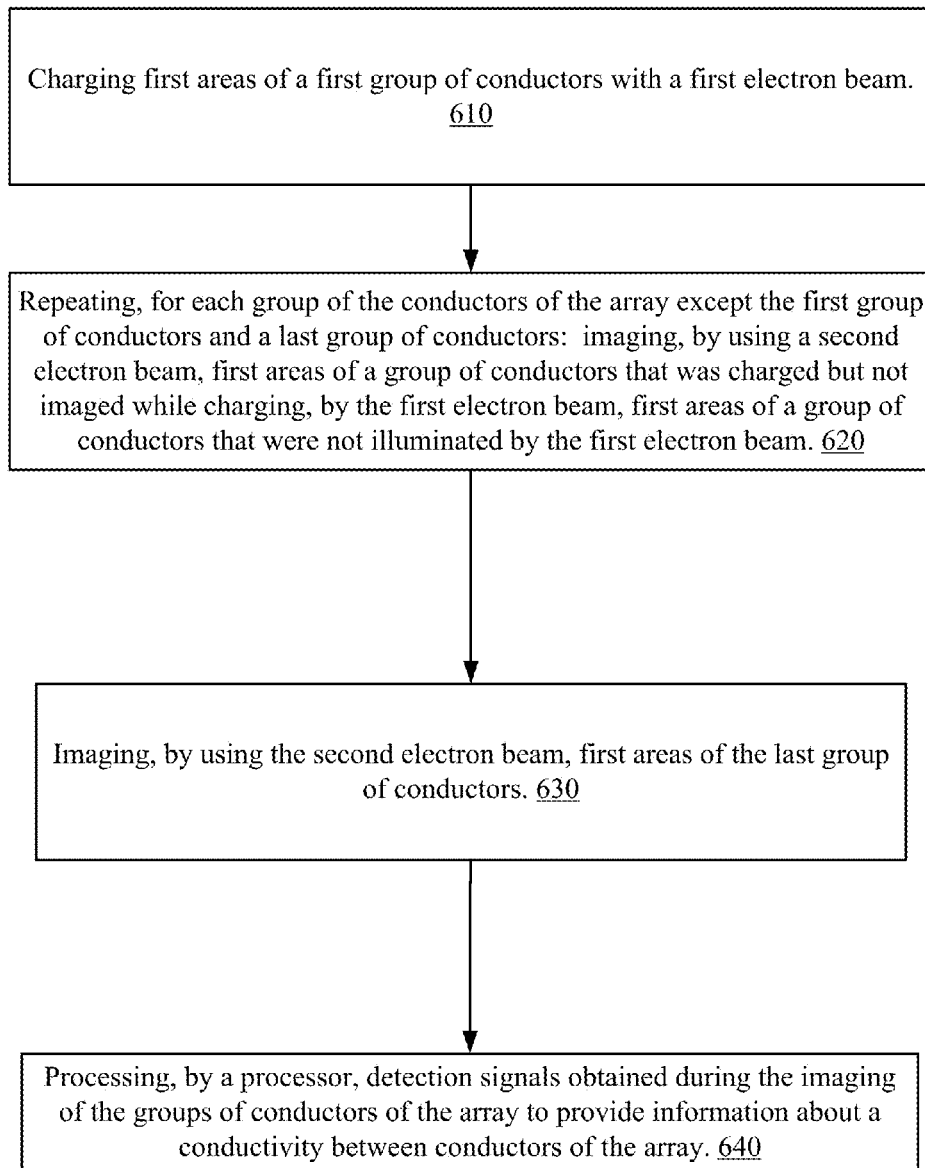 Charging first areas of a first group of conductors with a first electron beam.
610
Repeating, for each group of the conductors of the array except the first group
of conductors and a last group of conductors: imaging, by using a second
electron beam, first areas of a group of conductors that was charged but not
imaged while charging, by the first electron beam, first areas of a group of
conductors that were not illuminated by the first electron beam. 620
Imaging, by using the second electron beam, first areas of the last group
of conductors. 630
Processing, by a processor, detection signals obtained during the imaging
of the groups of conductors of the array to provide information about a
conductivity between conductors of the array. 640